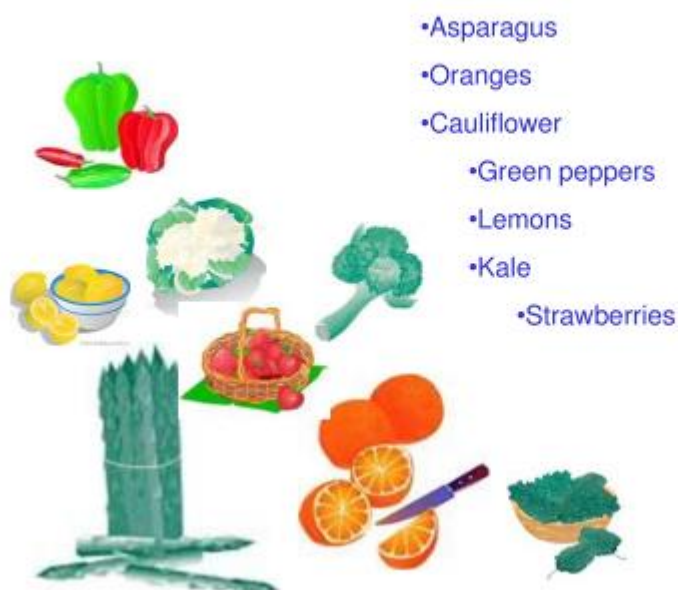 •Asparagus
•Oranges
•Cauliflower
•Green peppers
•Lemons
•Kale
•Strawberries